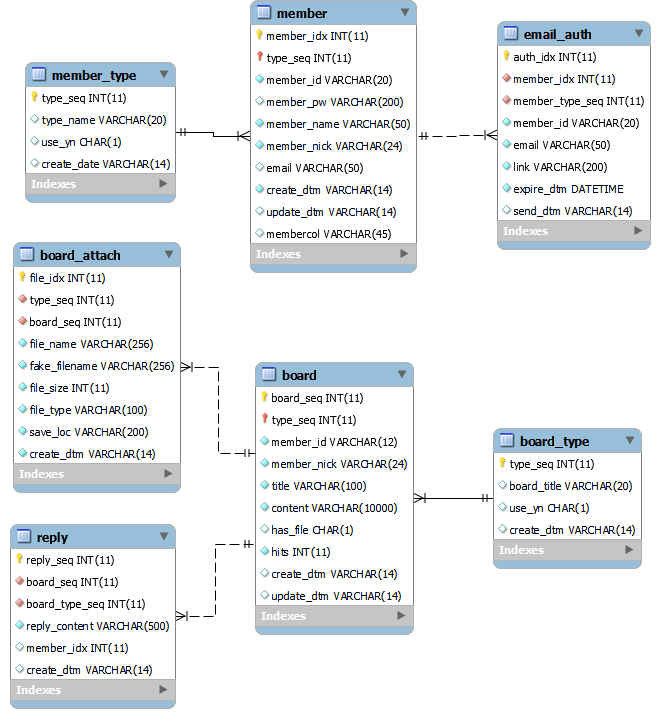 member_type
type_seq INT(11)
type_name VARCHAR(20)
use_yn CHAR(1)
create_date VARCHAR(14)
Indexes
member
member_idx INT(11)
type_seq INT(11)
member_id VARCHAR(20)
member_pw VARCHAR(200)
member_name VARCHAR(50)
member_nick VARCHAR(24)
email VARCHAR(50)
create_dtm VARCHAR(14)
update_dtm VARCHAR(14)
membercol VARCHAR(45)
Indexes
email_auth
auth_idx INT(11)
member_idx INT(11)
member_type_seq INT(11)
member_id VARCHAR(20)
email VARCHAR(50)
link VARCHAR(200)
expire_dtm DATETIME
send_dtm VARCHAR(14)
Indexes
board_attach
file_idx INT(11)
type_seq INT(11)
board_seq INT(11)
file_name VARCHAR(256)
fake_filename VARCHAR(256)
file_size INT(11)
file_type VARCHAR(100)
save_loc VARCHAR(200)
create_dtm VARCHAR(14)
Indexes
board
board_seq INT(11)
type_seq INT(11)
member_id VARCHAR(12)
member_nick VARCHAR(24)
title VARCHAR(100)
content VARCHAR(10000)
has_file CHAR(1)
hits INT(11)
create_dtm VARCHAR(14)
update_dtm VARCHAR(14)
Indexes
board_type
type_seq INT(11)
board_title VARCHAR(20)
use_yn CHAR(1)
create_dtm VARCHAR(14)
Indexes
reply
reply_seq INT(11)
board_seq INT(11)
board_type_seq INT(11)
reply_content VARCHAR(500)
member_idx INT(11)
create_dtm VARCHAR(14)
Indexes